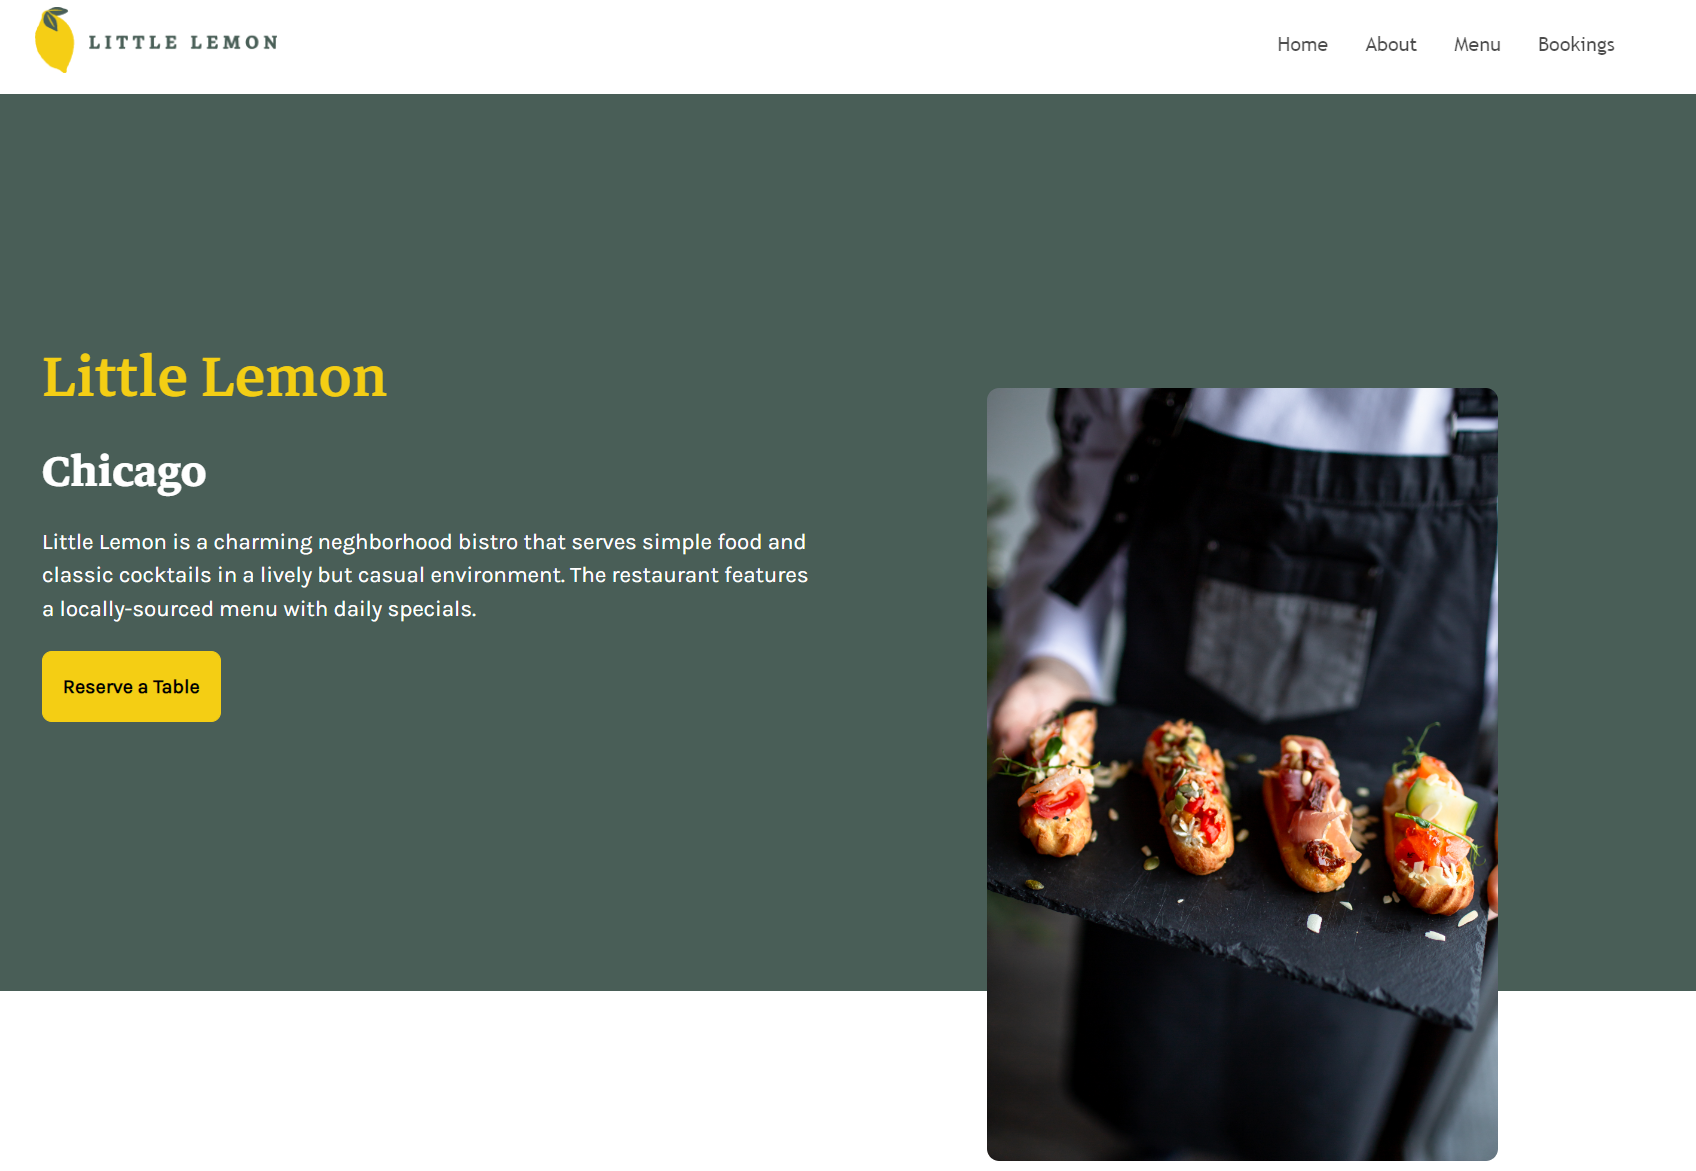 LITTLE LEMON
Home About Menu Bookings
Little Lemon
Chicago
Little Lemon is a charming neghborhood bistro that serves simple food and
classic cocktails in a lively but casual environment. The restaurant features
a locally-sourced menu with daily specials.
Reserve a Table